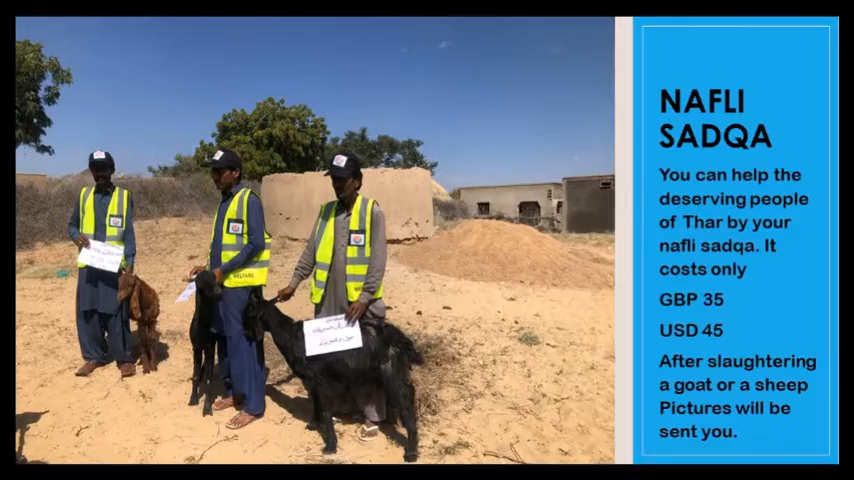 NAFLI
SADQA
You can help the
deserving people
of Thar by your
nafli sadqa. It
costs only
GBP 35
USD 45
After slaughtering
a goat or a sheep
Pictures will be
sent you.
WELFARE